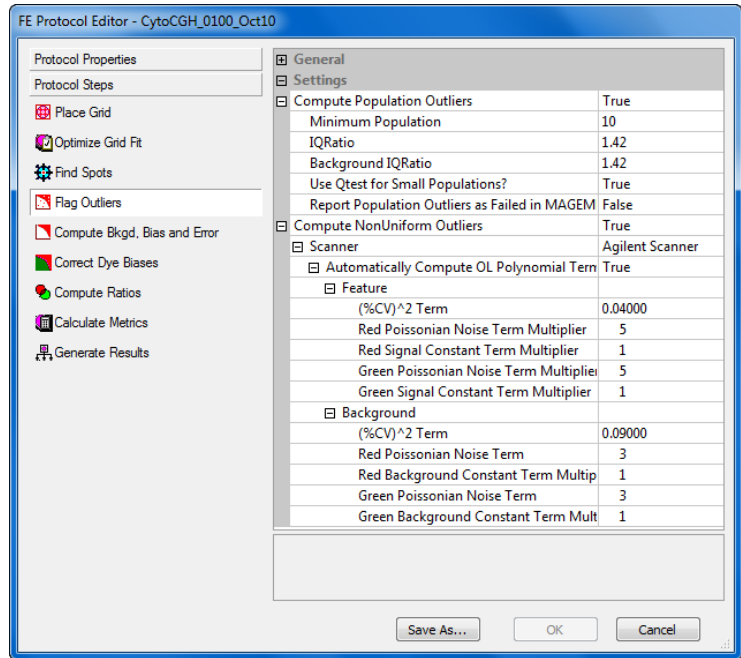 FE Protocol Editor - CytoCGH_0100_Oct10
Protocol Properties
Protocol Steps
Place Grid
Optimize Grid Fit
Find Spots
Flag Outliers
Compute Bkgd, Bias and Error
Correct Dye Biases
Compute Ratios
Calculate Metrics
Generate Results
General
Settings
Compute Population Outliers True
Minimum Population 10
IQRatio 1.42
Background IQRatio 1.42
Use Qtest for Small Populations? True
Report Population Outliers as Failed in MAGEM False
Compute NonUniform Outliers True
Scanner Agilent Scanner
Automatically Compute OL Polynomial Term True
Feature
(%CV)^2 Term 0.04000
Red Poissonian Noise Term Multiplier 5
Red Signal Constant Term Multiplier 1
Green Poissonian Noise Term Multiplier 5
Green Signal Constant Term Multiplier 1
Background
(%CV)^2 Term 0.09000
Red Poissonian Noise Term 3
Red Background Constant Term Multip 1
Green Poissonian Noise Term 3
Green Background Constant Term Mult 1
Save As... OK Cancel